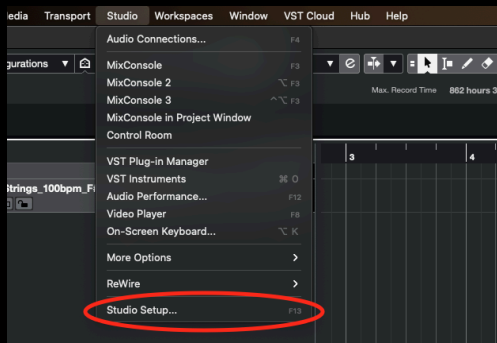 Media Transport Studio Workspaces Window VST Cloud Hub Help
gurations
Max. Record Time 862 hours 3
Audio Connections... F4
MixConsole F3
MixConsole 2 ⌥ F3
MixConsole 3 ^⌥ F3
MixConsole in Project Window
Control Room
3 4
VST Plug-in Manager
VST Instruments ⌘ O
Strings_100bpm_F
Audio Performance... F12
Video Player F8
On-Screen Keyboard... ⌥ K
More Options
ReWire
Studio Setup... F13